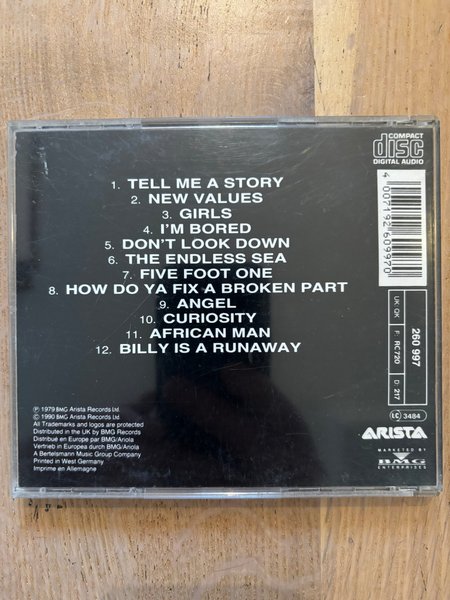 COMPACT
disc
DIGITAL AUDIO
1. TELL ME A STORY
2. NEW VALUES
3. GIRLS
4. I'M BORED
5. DON'T LOOK DOWN
6. THE ENDLESS SEA
7. FIVE FOOT ONE
8. HOW DO YA FIX A BROKEN PART
9. ANGEL
10. CURIOSITY
11. AFRICAN MAN
12. BILLY IS A RUNAWAY
4 007192 609970
260 997
UK: GK
F: RC 720
D: 217
LC 3484
ARISTA
MARKETED BY
BMG
ENTERPRISES
℗ 1979 BMG Arista Records Ltd.
© 1990 BMG Arista Records Ltd.
All Trademarks and logos are protected
Distributed in the UK by BMG Records
Distribué en Europe par BMG/Ariola
Vertrieb in Europea durch BMG/Ariola
A Bertelsmann Music Group Company
Printed in West Germany
Imprime en Allemagne